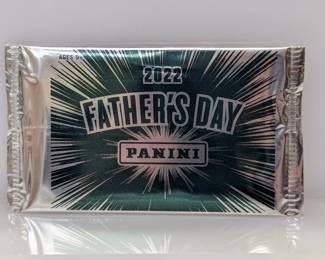 AGES 9+
2022
FATHER'S DAY
PANINI